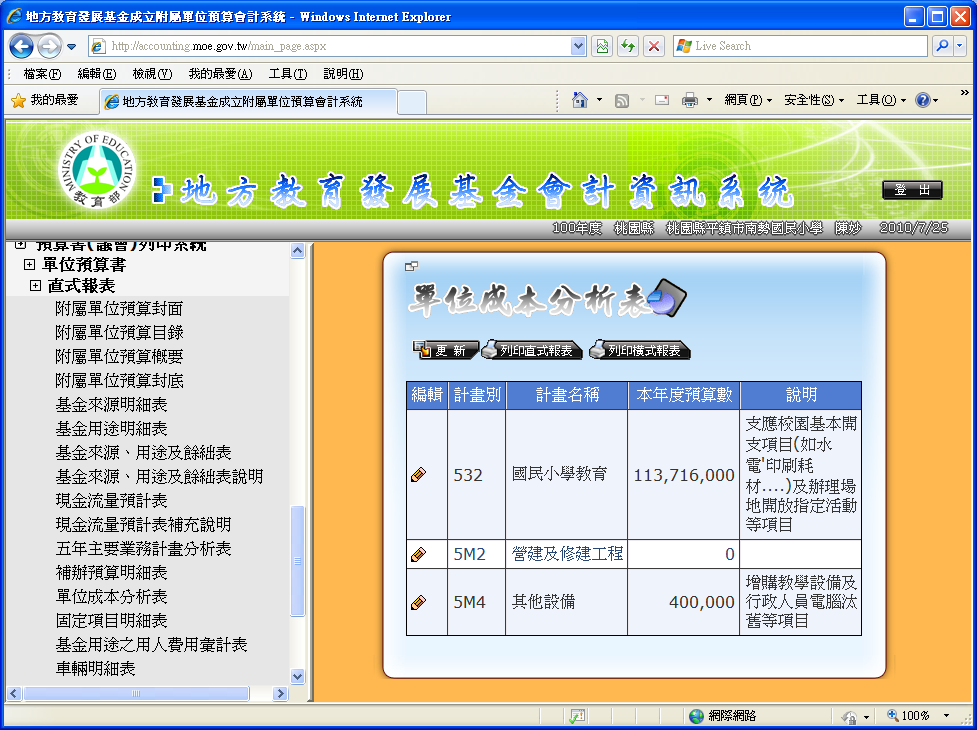 地方教育發展基金成立附屬單位預算會計系統 - Windows Internet Explorer
http://accounting.moe.gov.tw/main_page.aspx
Live Search
檔案(F) 編輯(E) 檢視(V) 我的最愛(A) 工具(T) 說明(H)
我的最愛
地方教育發展基金成立附屬單位預算會計系統
網頁(P) 安全性(S) 工具(O)
MINISTRY OF EDUCATION
教育部
地方教育發展基金會計資訊系統
登 出
100年度 桃園縣 桃園縣平鎮市南勢國民小學 陳妙 2010/7/25
預算書(議會)列印系統
單位預算書
直式報表
附屬單位預算封面
附屬單位預算目錄
附屬單位預算概要
附屬單位預算封底
基金來源明細表
基金用途明細表
基金來源、用途及餘絀表
基金來源、用途及餘絀表說明
現金流量預計表
現金流量預計表補充說明
五年主要業務計畫分析表
補辦預算明細表
單位成本分析表
固定項目明細表
基金用途之用人費用彙計表
車輛明細表
單位成本分析表
更 新 列印直式報表 列印橫式報表
編輯 計畫別 計畫名稱 本年度預算數 說明
532 國民小學教育 113,716,000
支應校園基本開
支項目(如水
電'印刷耗
材....)及辦理場
地開放指定活動
等項目
5M2 營建及修建工程 0
5M4 其他設備 400,000
增購教學設備及
行政人員電腦汰
舊等項目
網際網路
100%